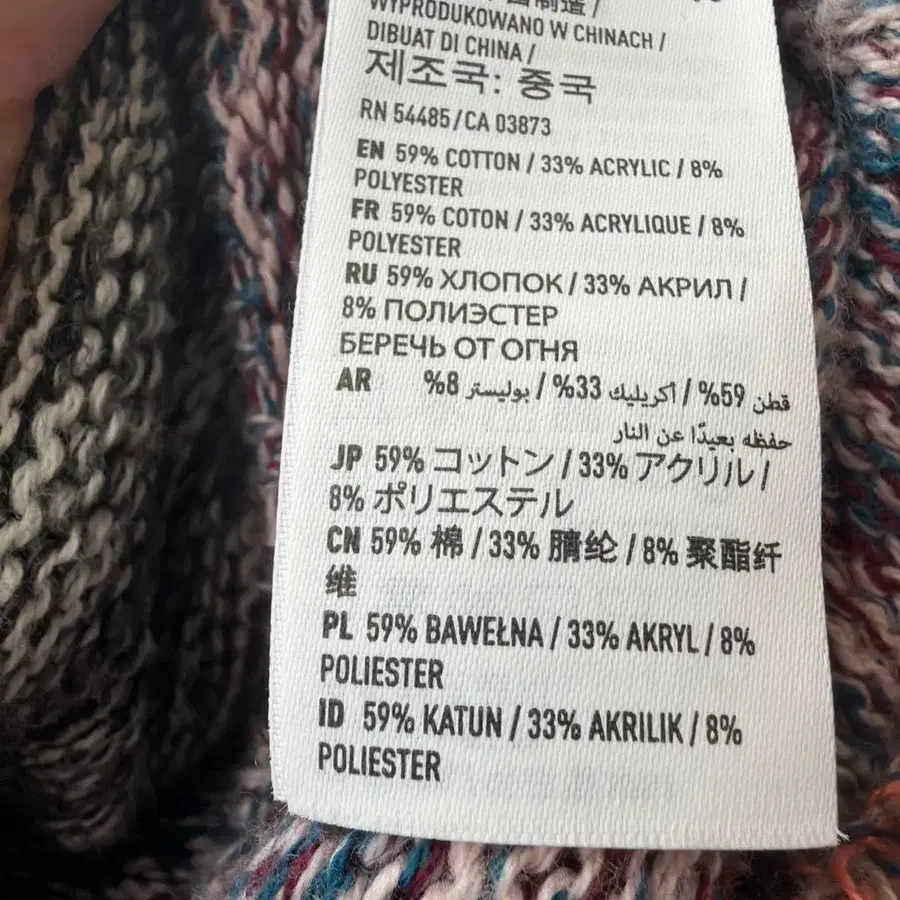 制造 /
WYPRODUKOWANO W CHINACH /
DIBUAT DI CHINA /
제조국: 중국
RN 54485/CA 03873
EN 59% COTTON / 33% ACRYLIC / 8%
POLYESTER
FR 59% COTON / 33% ACRYLIQUE / 8%
POLYESTER
RU 59% ХЛОПОК / 33% АКРИЛ /
8% ПОЛИЭСТЕР
БЕРЕЧЬ ОТ ОГНЯ
AR قطن 59% / أكريليك 33% / بوليستر 8%
حفظه بعيدًا عن النار
JP 59% コットン / 33% アクリル /
8% ポリエステル
CN 59% 棉 / 33% 腈纶 / 8% 聚酯纤
维
PL 59% BAWEŁNA / 33% AKRYL / 8%
POLIESTER
ID 59% KATUN / 33% AKRILIK / 8%
POLIESTER